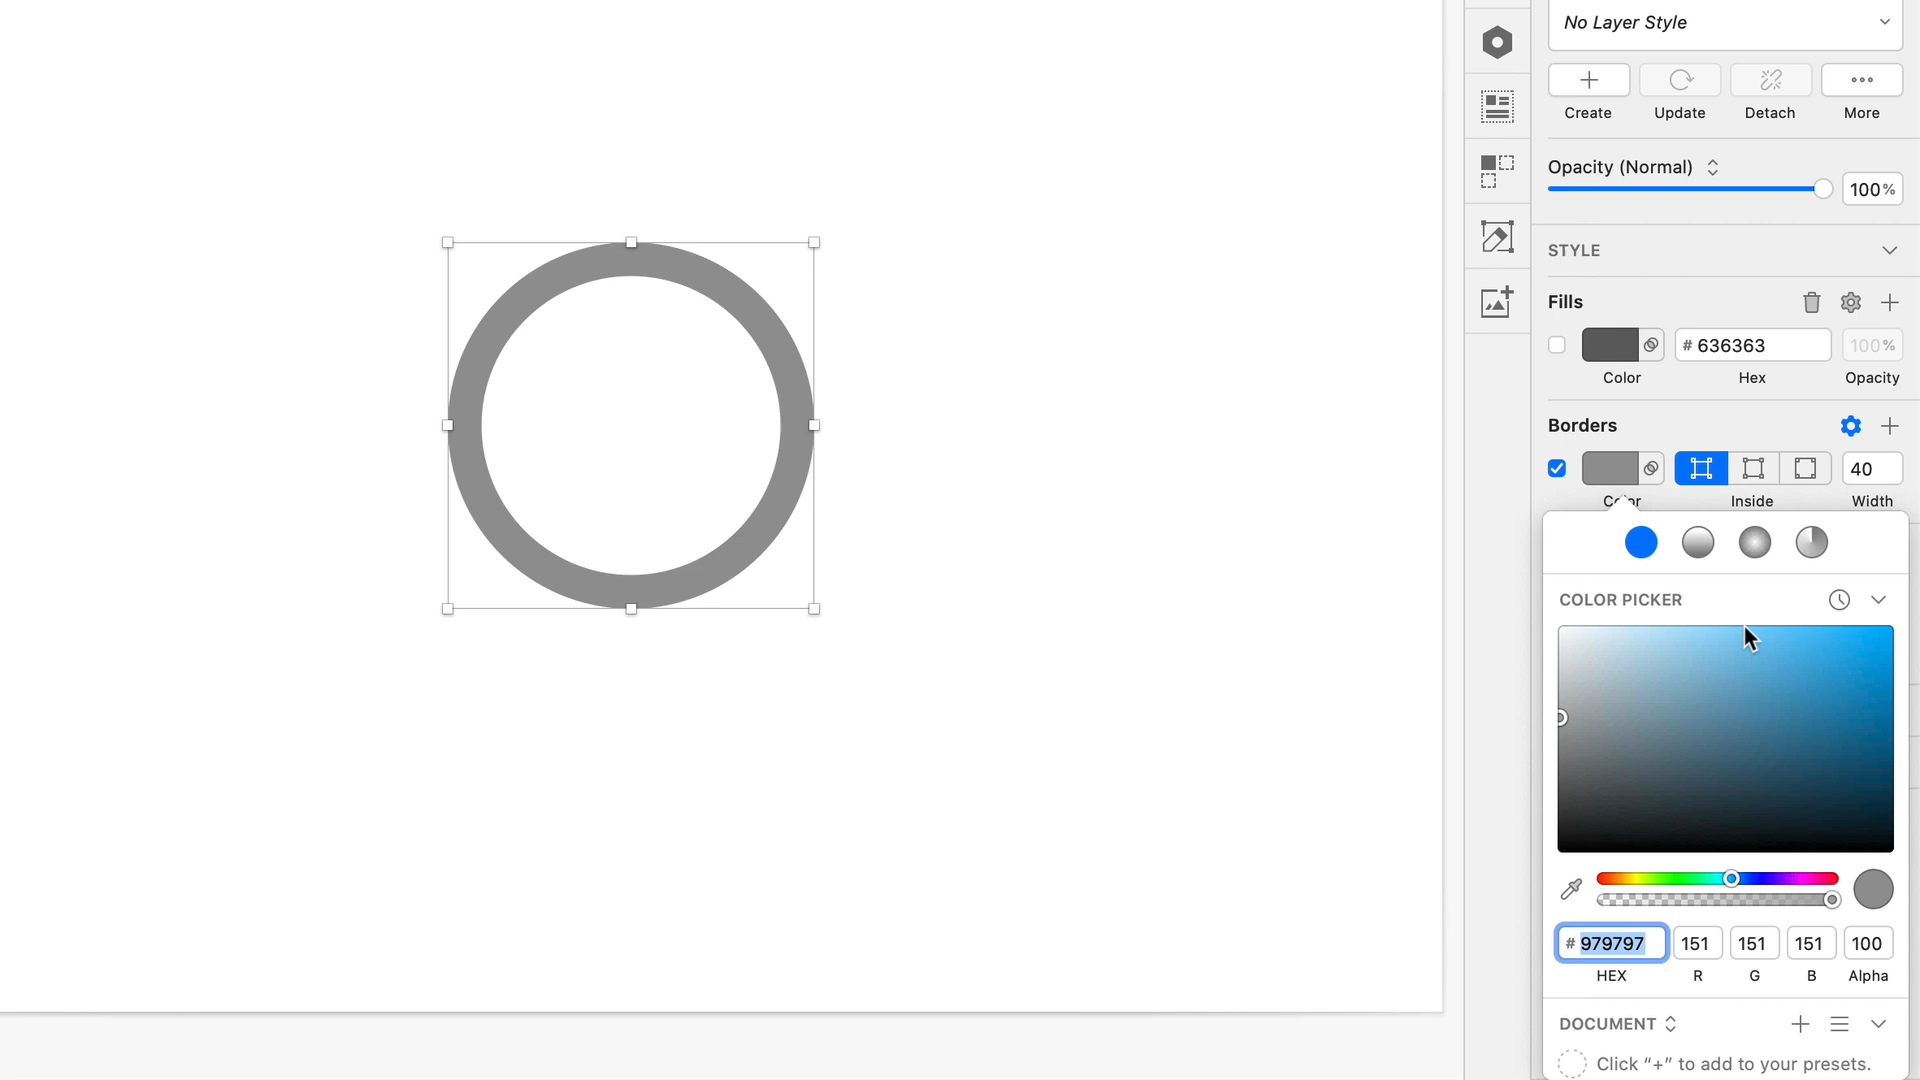 No Layer Style
Create
Update
Detach
More
Opacity (Normal)
100%
STYLE
Fills
# 636363
100%
Color
Hex
Opacity
Borders
40
Color
Inside
Width
COLOR PICKER
# 979797
151
151
151
100
HEX
R
G
B
Alpha
DOCUMENT
Click “+” to add to your presets.